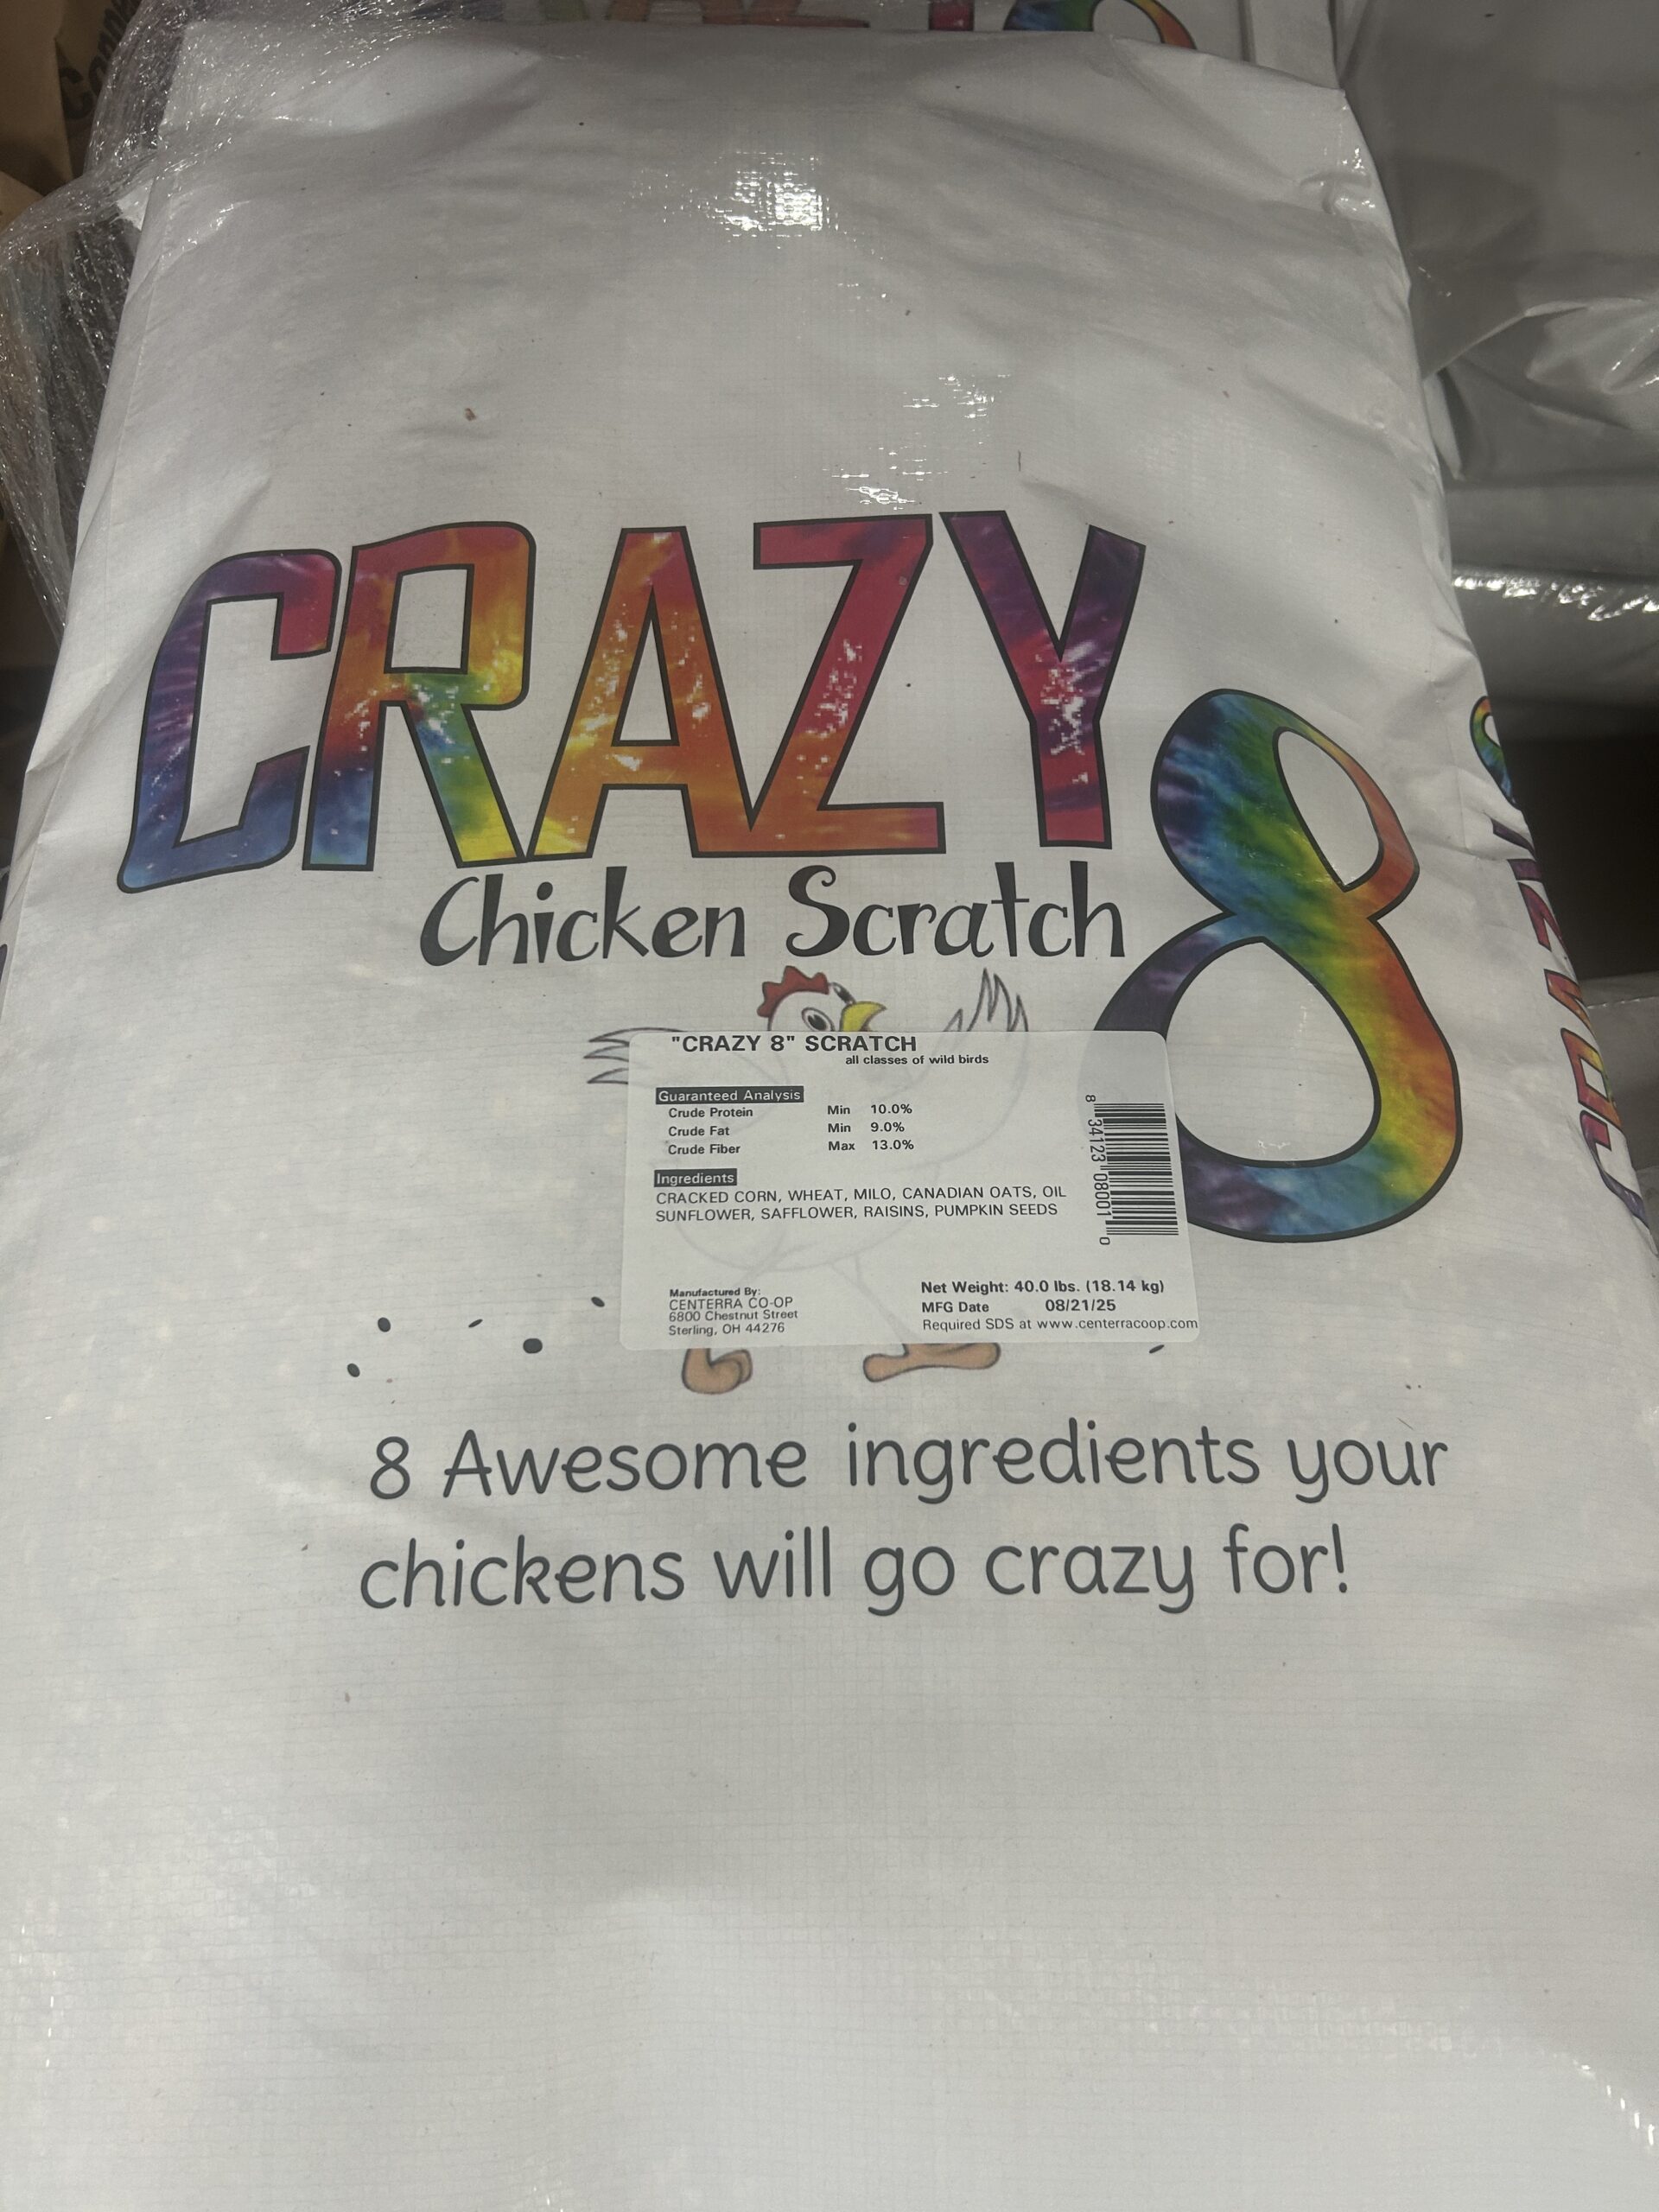 CRAZY 8
Chicken Scratch
"CRAZY 8" SCRATCH
all classes of wild birds
Guaranteed Analysis
Crude Protein Min 10.0%
Crude Fat Min 9.0%
Crude Fiber Max 13.0%
Ingredients
CRACKED CORN, WHEAT, MILO, CANADIAN OATS, OIL
SUNFLOWER, SAFFLOWER, RAISINS, PUMPKIN SEEDS
8 34123 08001 0
Manufactured By:
CENTERRA CO-OP
6800 Chestnut Street
Sterling, OH 44276
Net Weight: 40.0 lbs. (18.14 kg)
MFG Date 08/21/25
Required SDS at www.centerracoop.com
8 Awesome ingredients your
chickens will go crazy for!